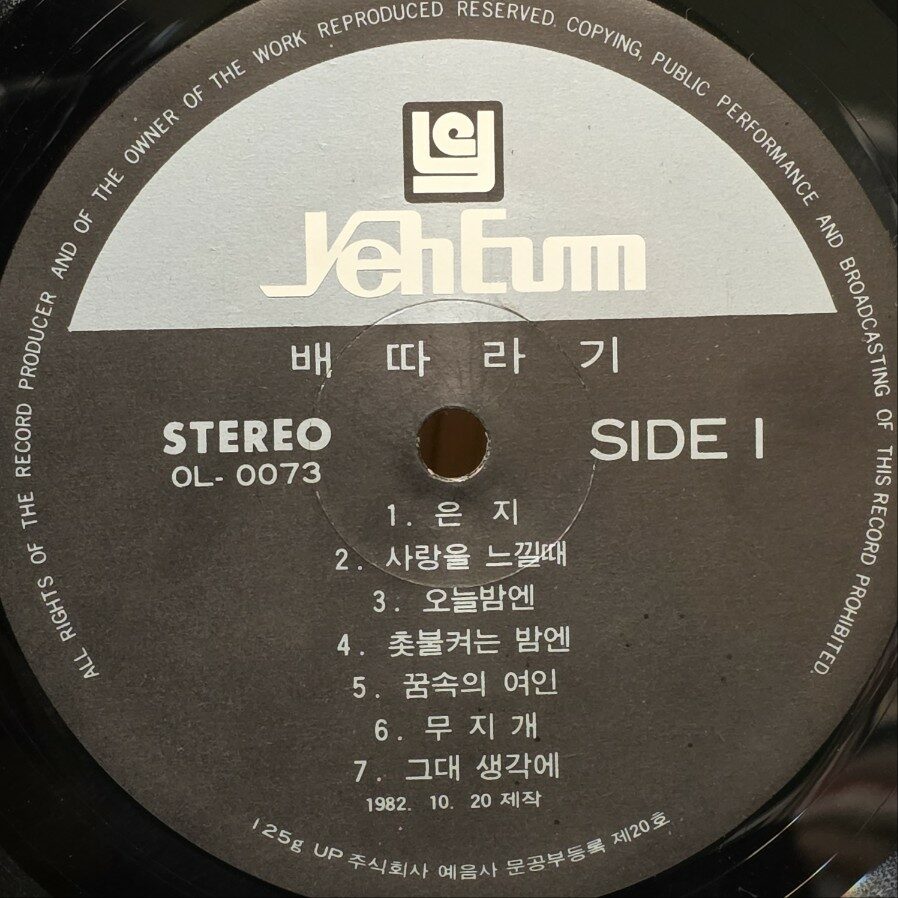 ALL RIGHTS OF THE RECORD PRODUCER AND OF THE OWNER OF THE WORK REPRODUCED RESERVED. COPYING, PUBLIC PERFORMANCE AND BROADCASTING OF THIS RECORD PROHIBITED.
YehEum
배 따 라 기
STEREO
OL- 0073
SIDE I
1. 은 지
2. 사랑을 느낄때
3. 오늘밤엔
4. 촛불켜는 밤엔
5. 꿈속의 여인
6. 무 지 개
7. 그대 생각에
1982. 10. 20 제작
125g UP 주식회사 예음사 문공부등록 제20호